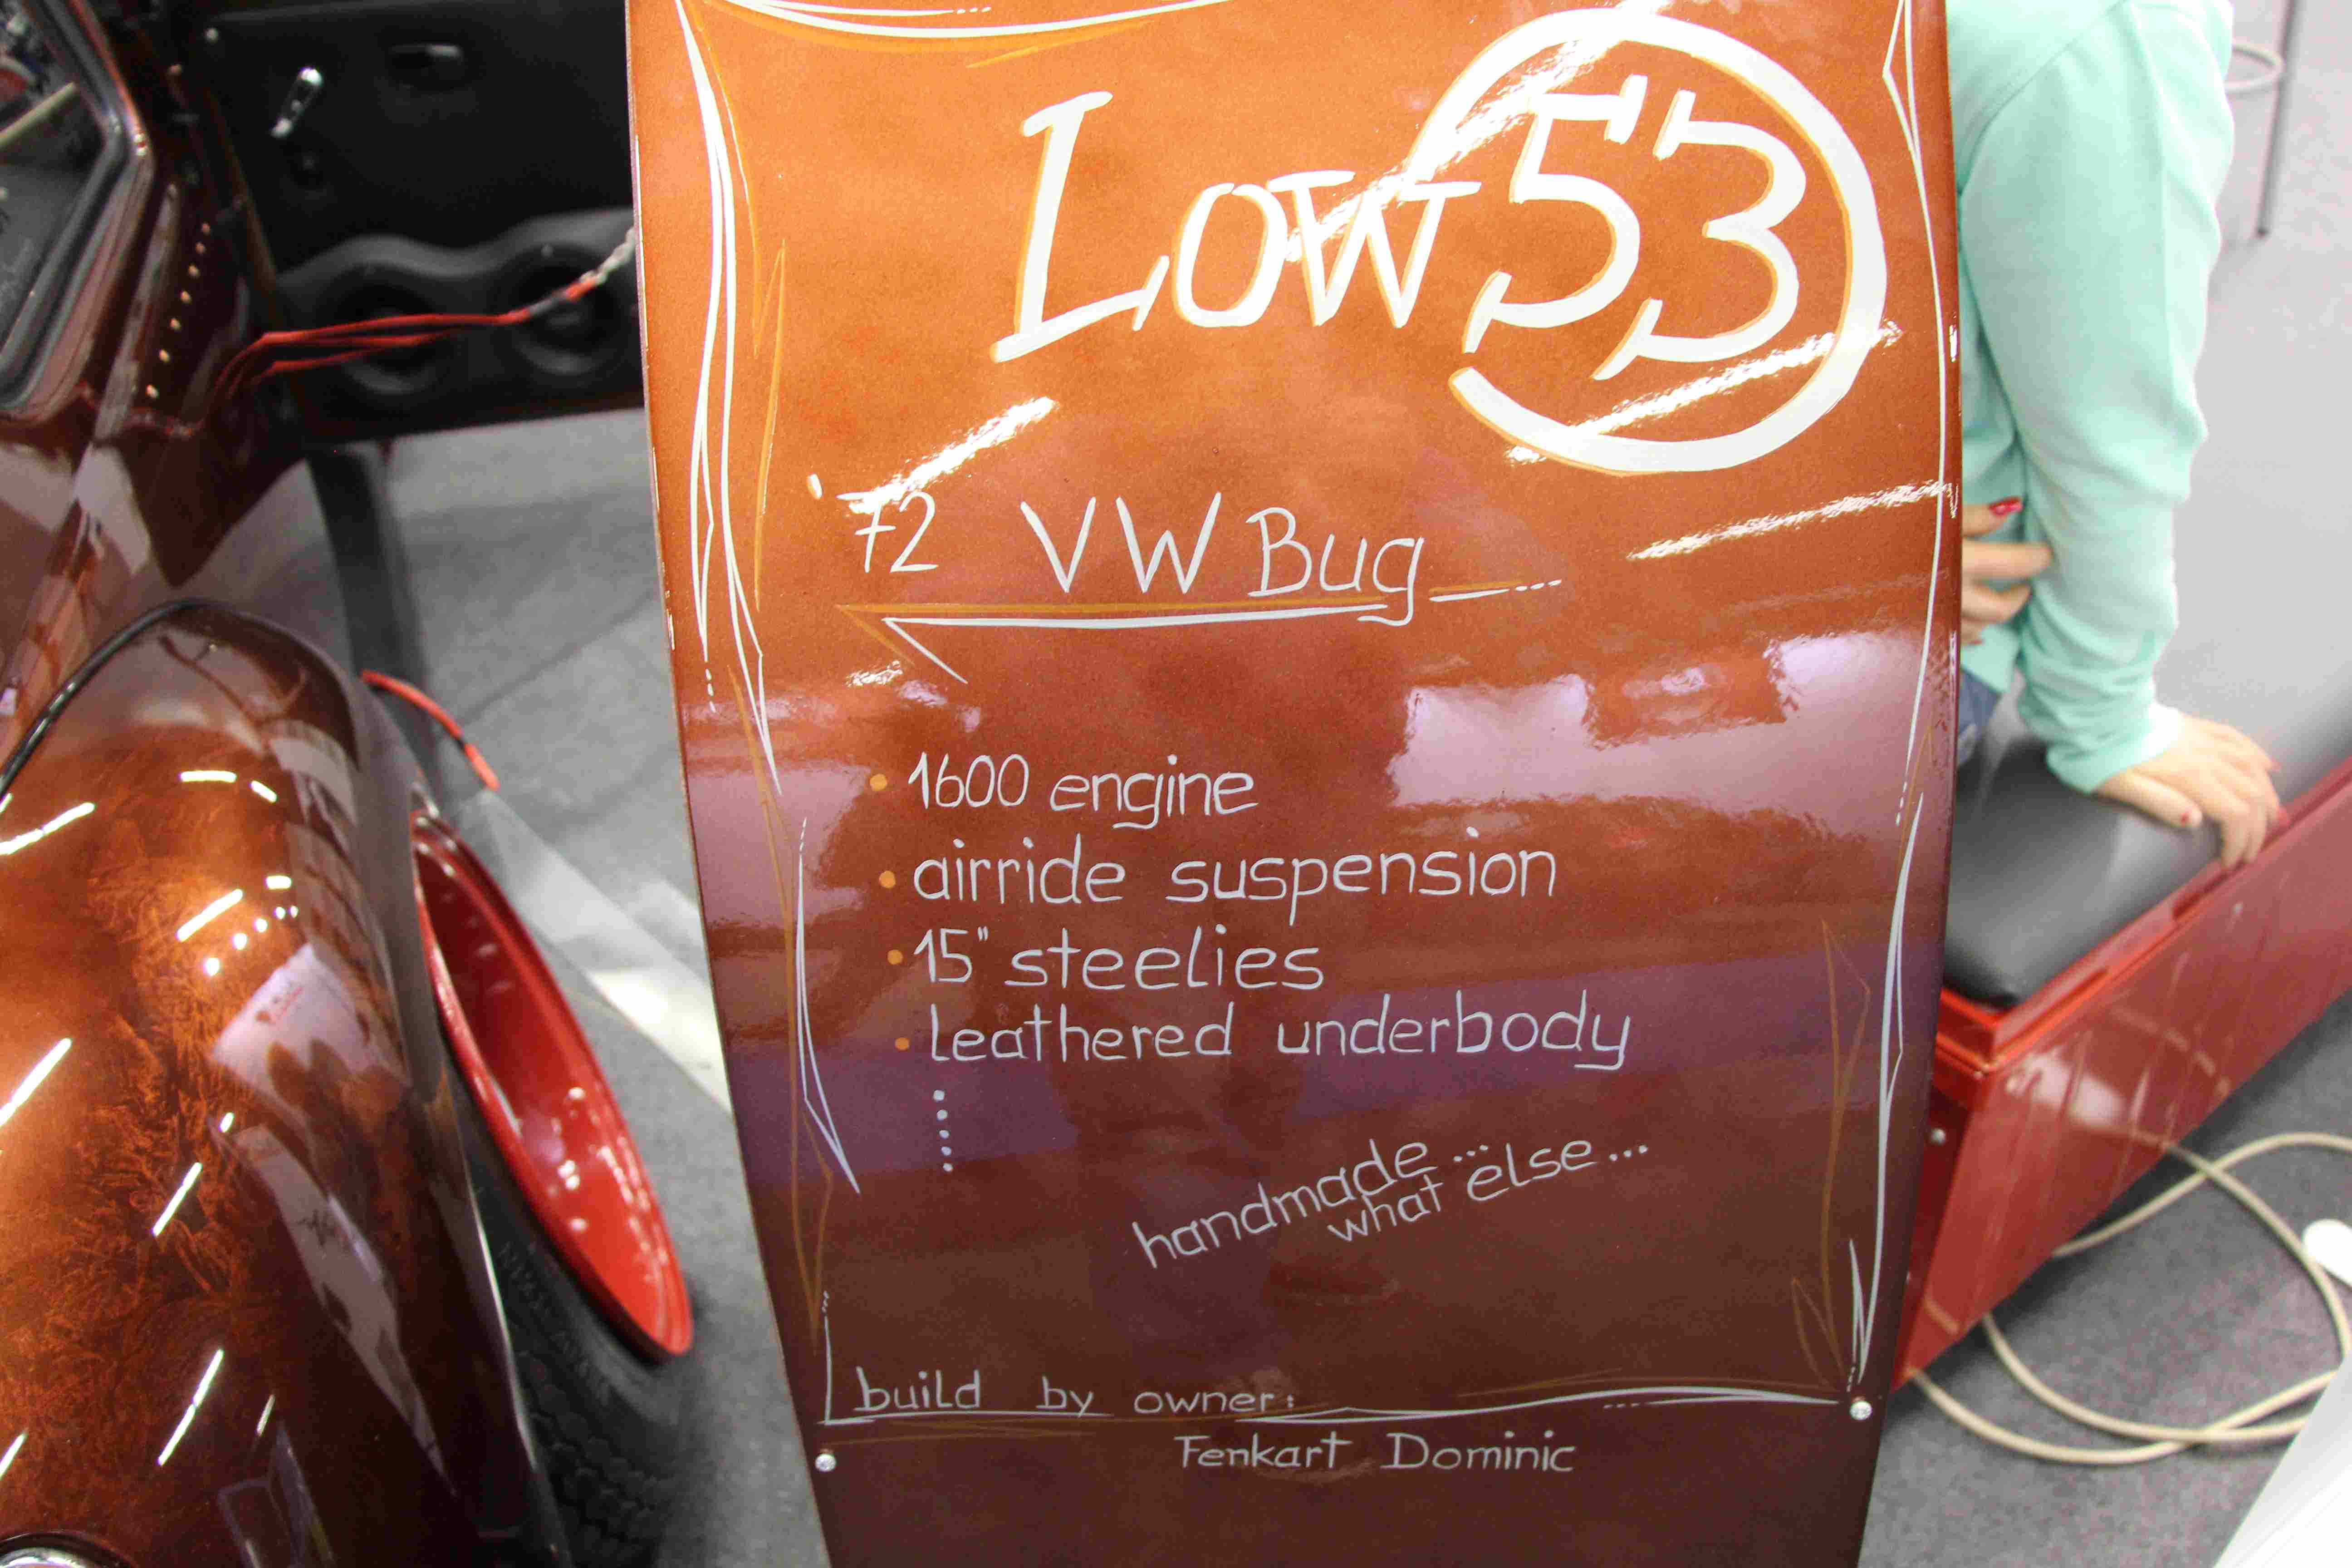 Low 53
'72 VW Bug
• 1600 engine
• airride suspension
• 15" steelies
• leathered underbody
handmade...
what else...
build by owner:
Fenkart Dominic